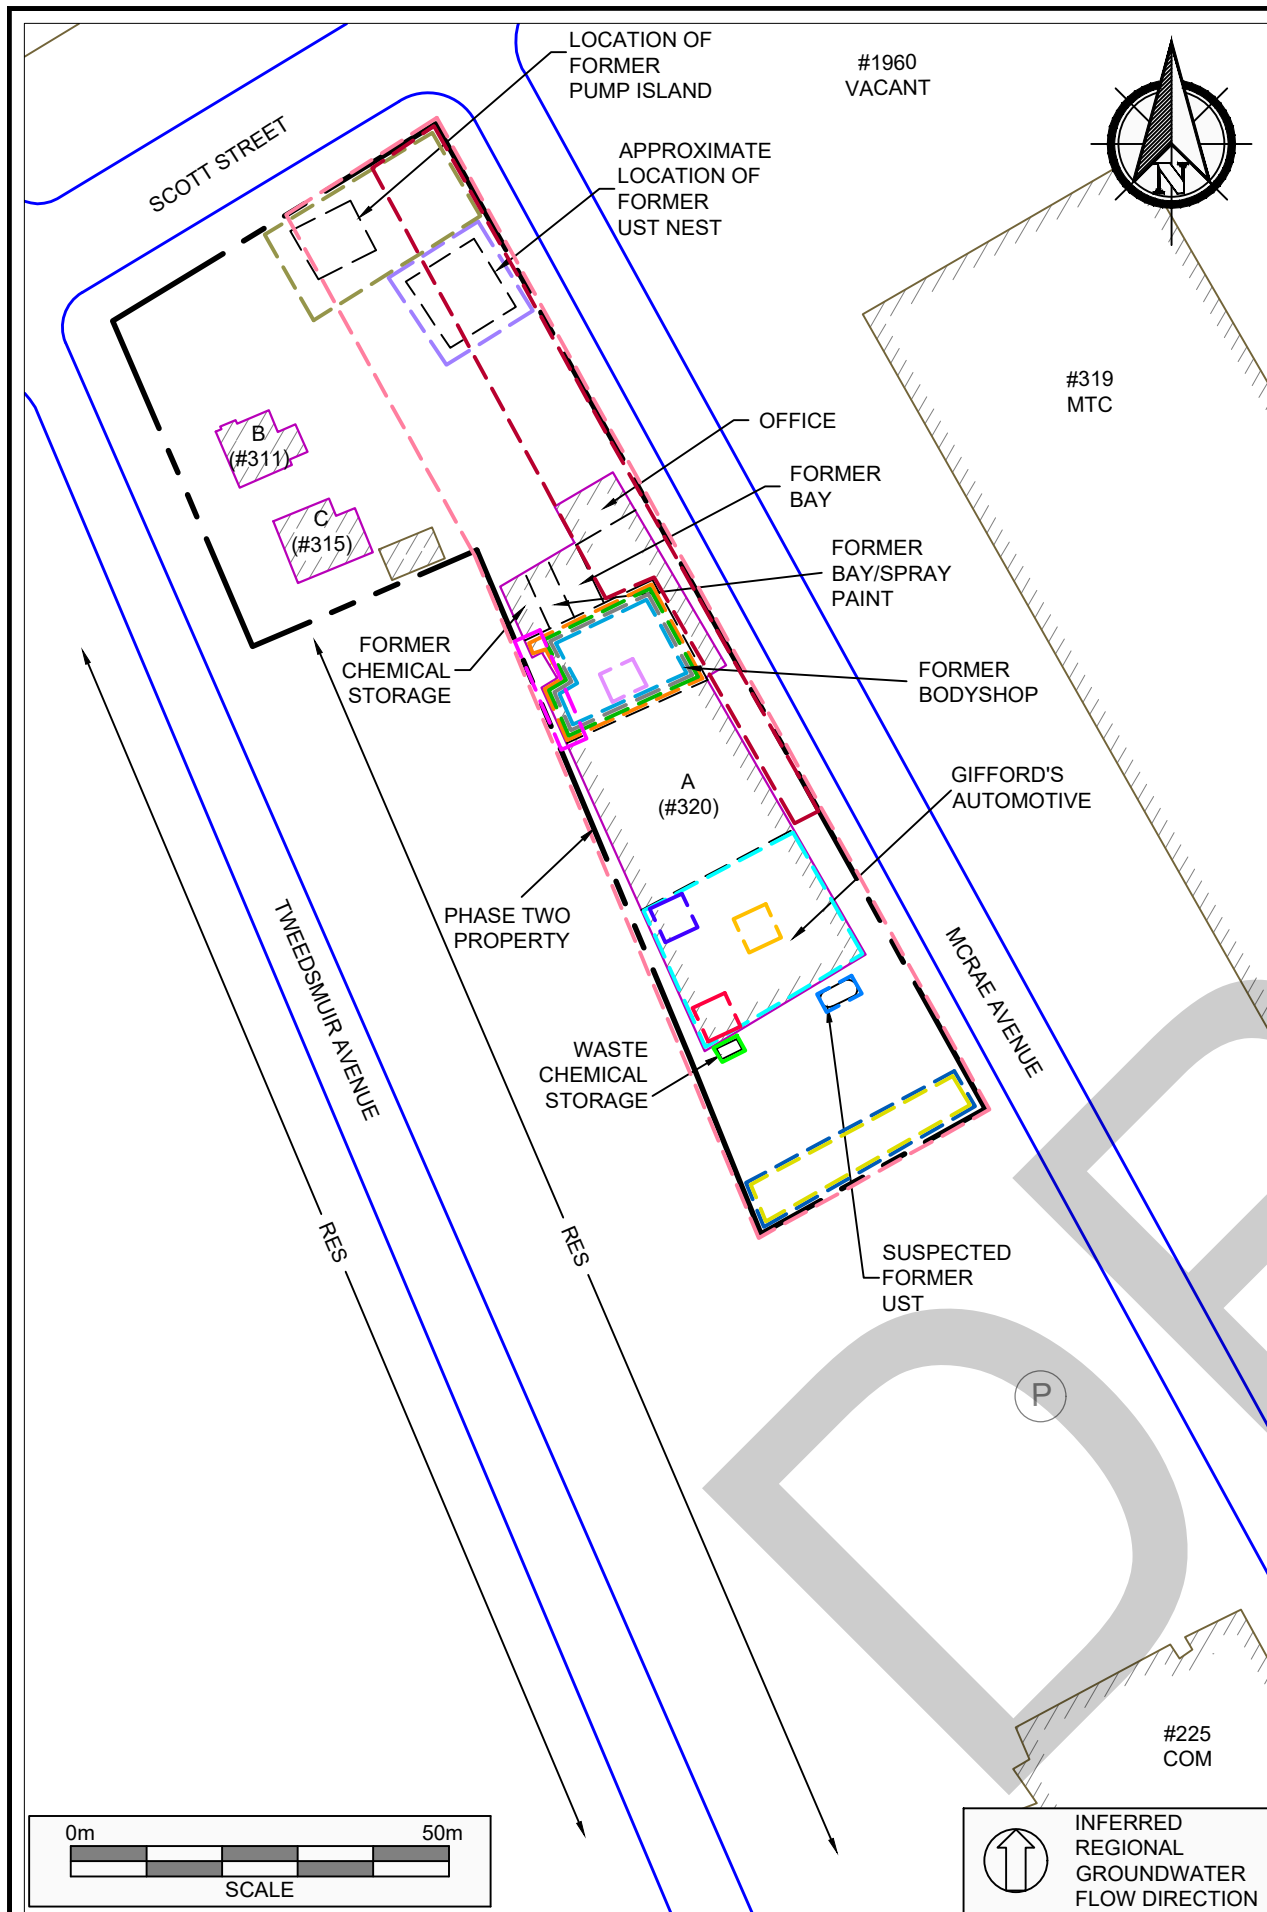 LOCATION OF
FORMER
PUMP ISLAND
#1960
VACANT
N
SCOTT STREET
APPROXIMATE
LOCATION OF
FORMER
UST NEST
#319
MTC
OFFICE
B
(#311)
FORMER
BAY
C
(#315)
FORMER
BAY/SPRAY
PAINT
FORMER
CHEMICAL
STORAGE
FORMER
BODYSHOP
A
(#320)
GIFFORD'S
AUTOMOTIVE
PHASE TWO
PROPERTY
TWEEDSMUIR AVENUE
MCRAE AVENUE
WASTE
CHEMICAL
STORAGE
RES
RES
SUSPECTED
FORMER
UST
P
D
#225
COM
0m
50m
SCALE
INFERRED
REGIONAL
GROUNDWATER
FLOW DIRECTION